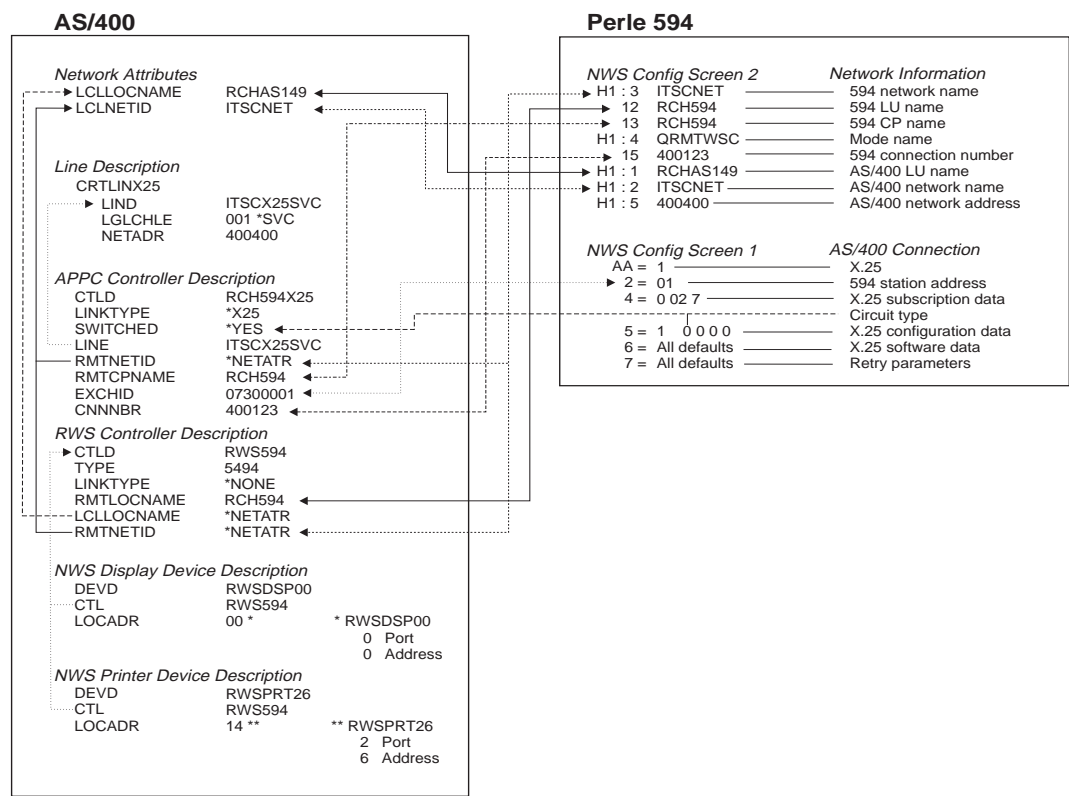 AS/400
Network Attributes
LCLLOCNAME RCHAS149
LCLNETID ITSCNET
Line Description
CRTLINX25
LIND ITSCX25SVC
LGLCHLE 001 *SVC
NETADR 400400
APPC Controller Description
CTLD RCH594X25
LINKTYPE *X25
SWITCHED *YES
LINE ITSCX25SVC
RMTNETID *NETATR
RMTCPNAME RCH594
EXCHID 07300001
CNNNBR 400123
RWS Controller Description
CTLD RWS594
TYPE 5494
LINKTYPE *NONE
RMTLOCNAME RCH594
LCLLOCNAME *NETATR
RMTNETID *NETATR
NWS Display Device Description
DEVD RWSDSP00
CTL RWS594
LOCADR 00 * * RWSDSP00
0 Port
0 Address
NWS Printer Device Description
DEVD RWSPRT26
CTL RWS594
LOCADR 14 ** ** RWSPRT26
2 Port
6 Address
Perle 594
NWS Config Screen 2 Network Information
H1 : 3 ITSCNET 594 network name
12 RCH594 594 LU name
13 RCH594 594 CP name
H1 : 4 QRMTWSC Mode name
15 400123 594 connection number
H1 : 1 RCHAS149 AS/400 LU name
H1 : 2 ITSCNET AS/400 network name
H1 : 5 400400 AS/400 network address
NWS Config Screen 1 AS/400 Connection
AA = 1 X.25
2 = 01 594 station address
4 = 0 02 7 X.25 subscription data
Circuit type
5 = 1 0 0 0 0 X.25 configuration data
6 = All defaults X.25 software data
7 = All defaults Retry parameters